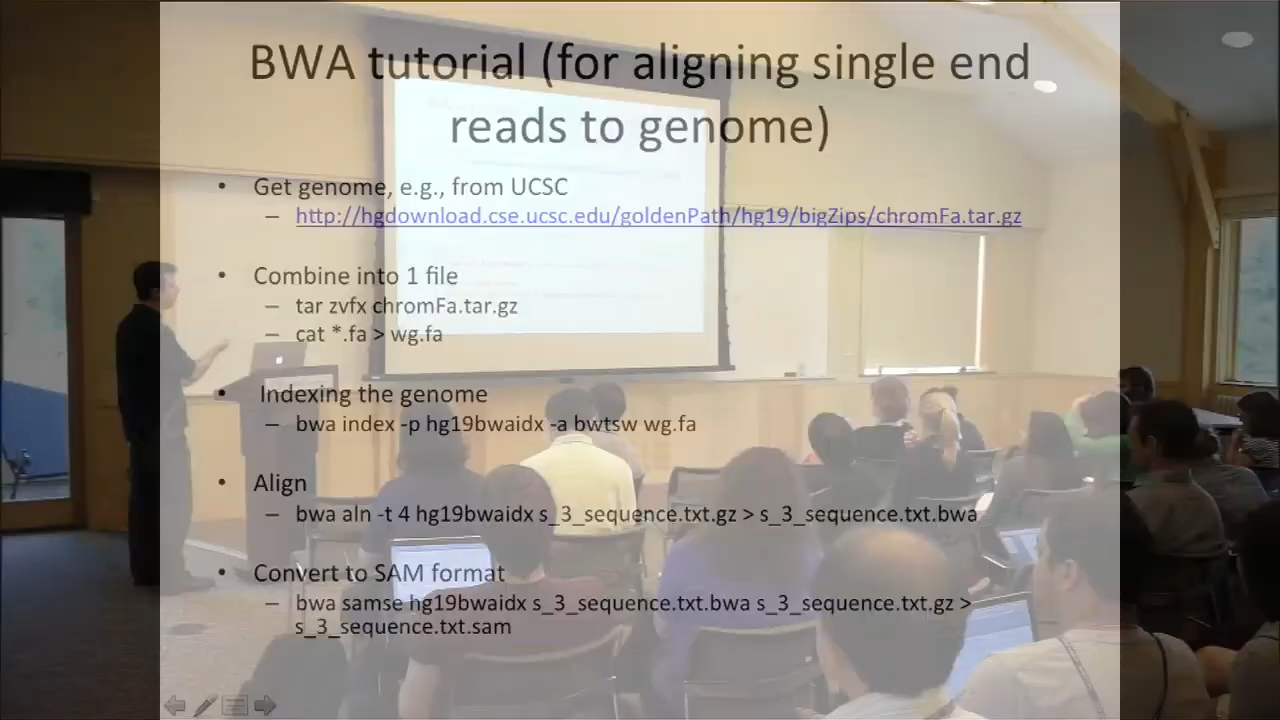 BWA tutorial (for aligning single end
reads to genome)
• Get genome, e.g., from UCSC
– http://hgdownload.cse.ucsc.edu/goldenPath/hg19/bigZips/chromFa.tar.gz
• Combine into 1 file
– tar zvfx chromFa.tar.gz
– cat *.fa > wg.fa
• Indexing the genome
– bwa index -p hg19bwaidx -a bwtsw wg.fa
• Align
– bwa aln -t 4 hg19bwaidx s_3_sequence.txt.gz > s_3_sequence.txt.bwa
• Convert to SAM format
– bwa samse hg19bwaidx s_3_sequence.txt.bwa s_3_sequence.txt.gz >
s_3_sequence.txt.sam